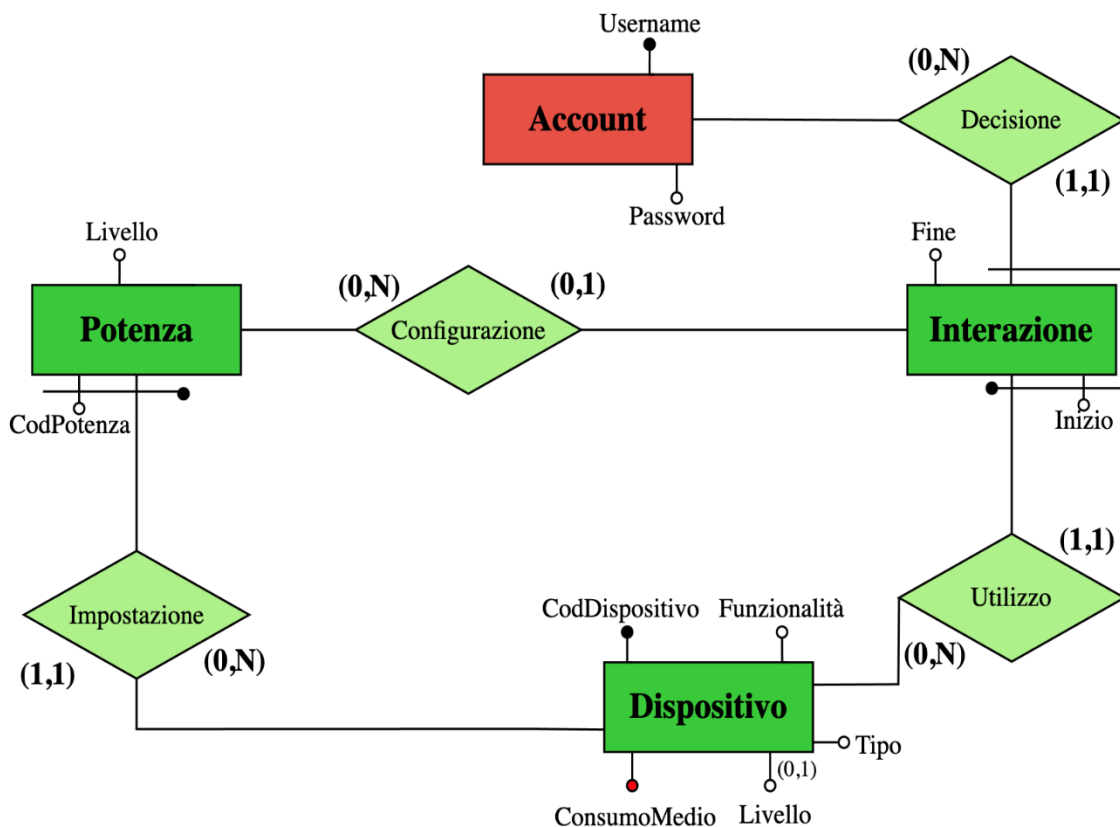 Username
(0,N)
Account
Decisione
(1,1)
Password
Livello
Fine
(0,N)
(0,1)
Potenza
Configurazione
Interazione
CodPotenza
Inizio
(1,1)
Impostazione
CodDispositivo
Funzionalità
Utilizzo
(1,1)
(0,N)
(0,N)
Dispositivo
Tipo
(0,1)
ConsumoMedio
Livello